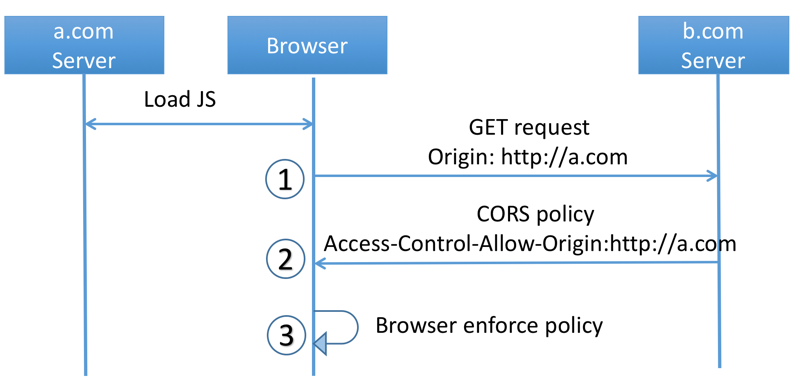 a.com
Server
Browser
b.com
Server
Load JS
GET request
Origin: http://a.com
1
CORS policy
Access-Control-Allow-Origin:http://a.com
2
3
Browser enforce policy